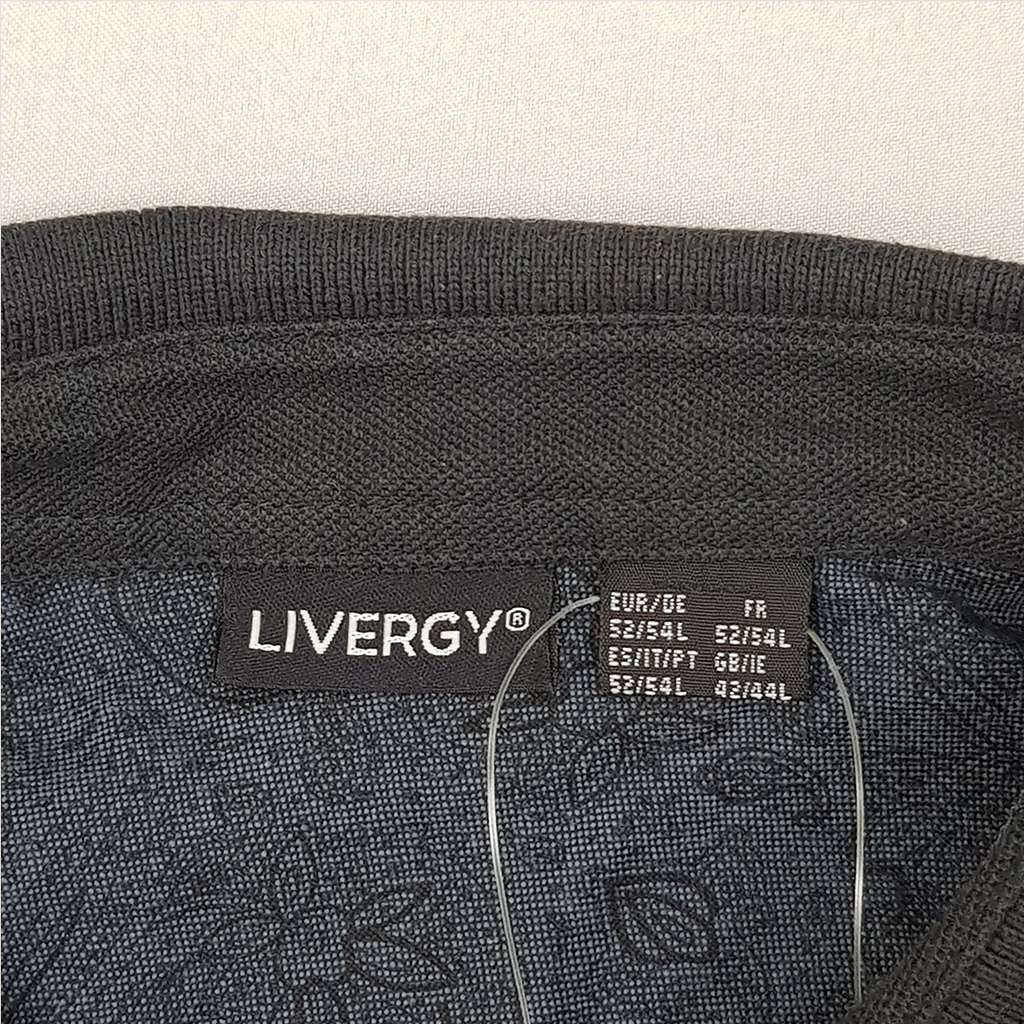 LIVERGY®
EUR/DE FR
52/54L 52/54L
ES/IT/PT GB/IE
52/54L 42/44L